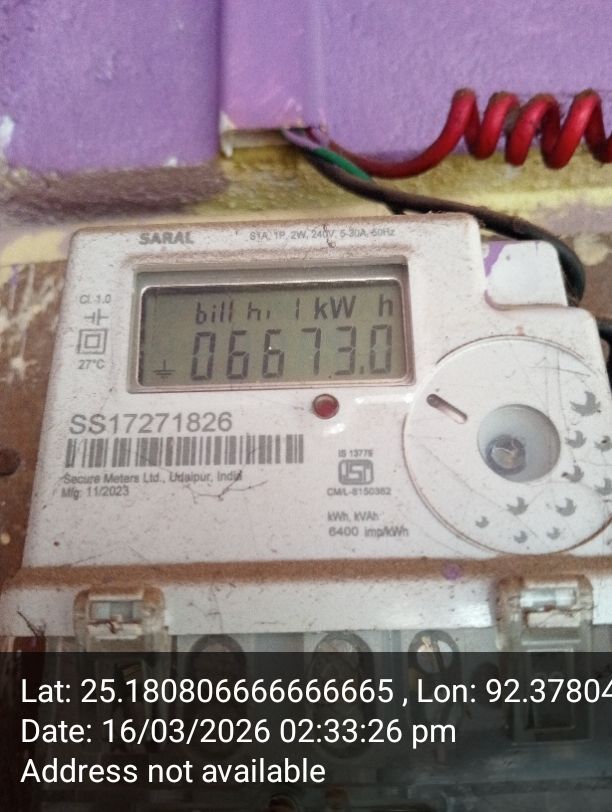 SARAL S1A, 1P, 2W, 240V, 5-30A, 50Hz
Cl. 1.0
27°C
bill hi 1 kW h
06673.0
SS17271826
Secure Meters Ltd., Udaipur, India
Mfg: 11/2023
IS 13779
ISI
CM/L-8150362
kWh, kVAh
6400 imp/kWh
Lat: 25.180806666666665 , Lon: 92.37804
Date: 16/03/2026 02:33:26 pm
Address not available